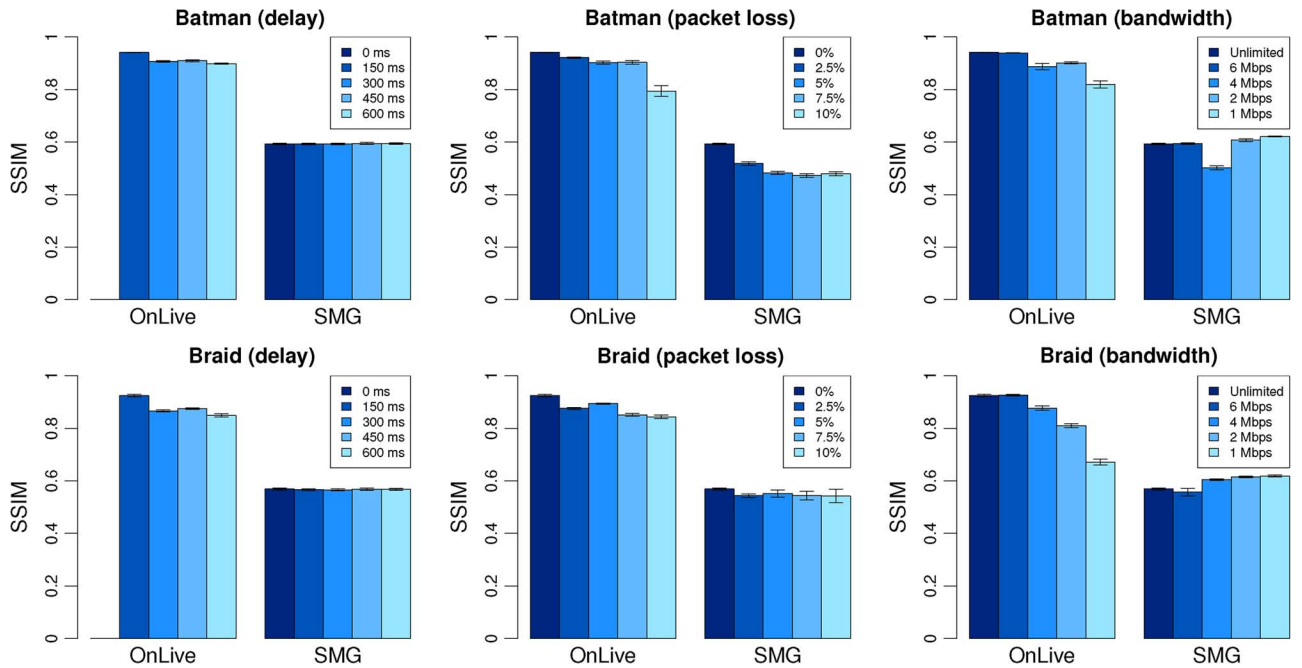 Batman (delay)
SSIM
0
0.2
0.4
0.6
0.8
1
0 ms
150 ms
300 ms
450 ms
600 ms
OnLive
SMG
Batman (packet loss)
SSIM
0
0.2
0.4
0.6
0.8
1
0%
2.5%
5%
7.5%
10%
OnLive
SMG
Batman (bandwidth)
SSIM
0
0.2
0.4
0.6
0.8
1
Unlimited
6 Mbps
4 Mbps
2 Mbps
1 Mbps
OnLive
SMG
Braid (delay)
SSIM
0
0.2
0.4
0.6
0.8
1
0 ms
150 ms
300 ms
450 ms
600 ms
OnLive
SMG
Braid (packet loss)
SSIM
0
0.2
0.4
0.6
0.8
1
0%
2.5%
5%
7.5%
10%
OnLive
SMG
Braid (bandwidth)
SSIM
0
0.2
0.4
0.6
0.8
1
Unlimited
6 Mbps
4 Mbps
2 Mbps
1 Mbps
OnLive
SMG